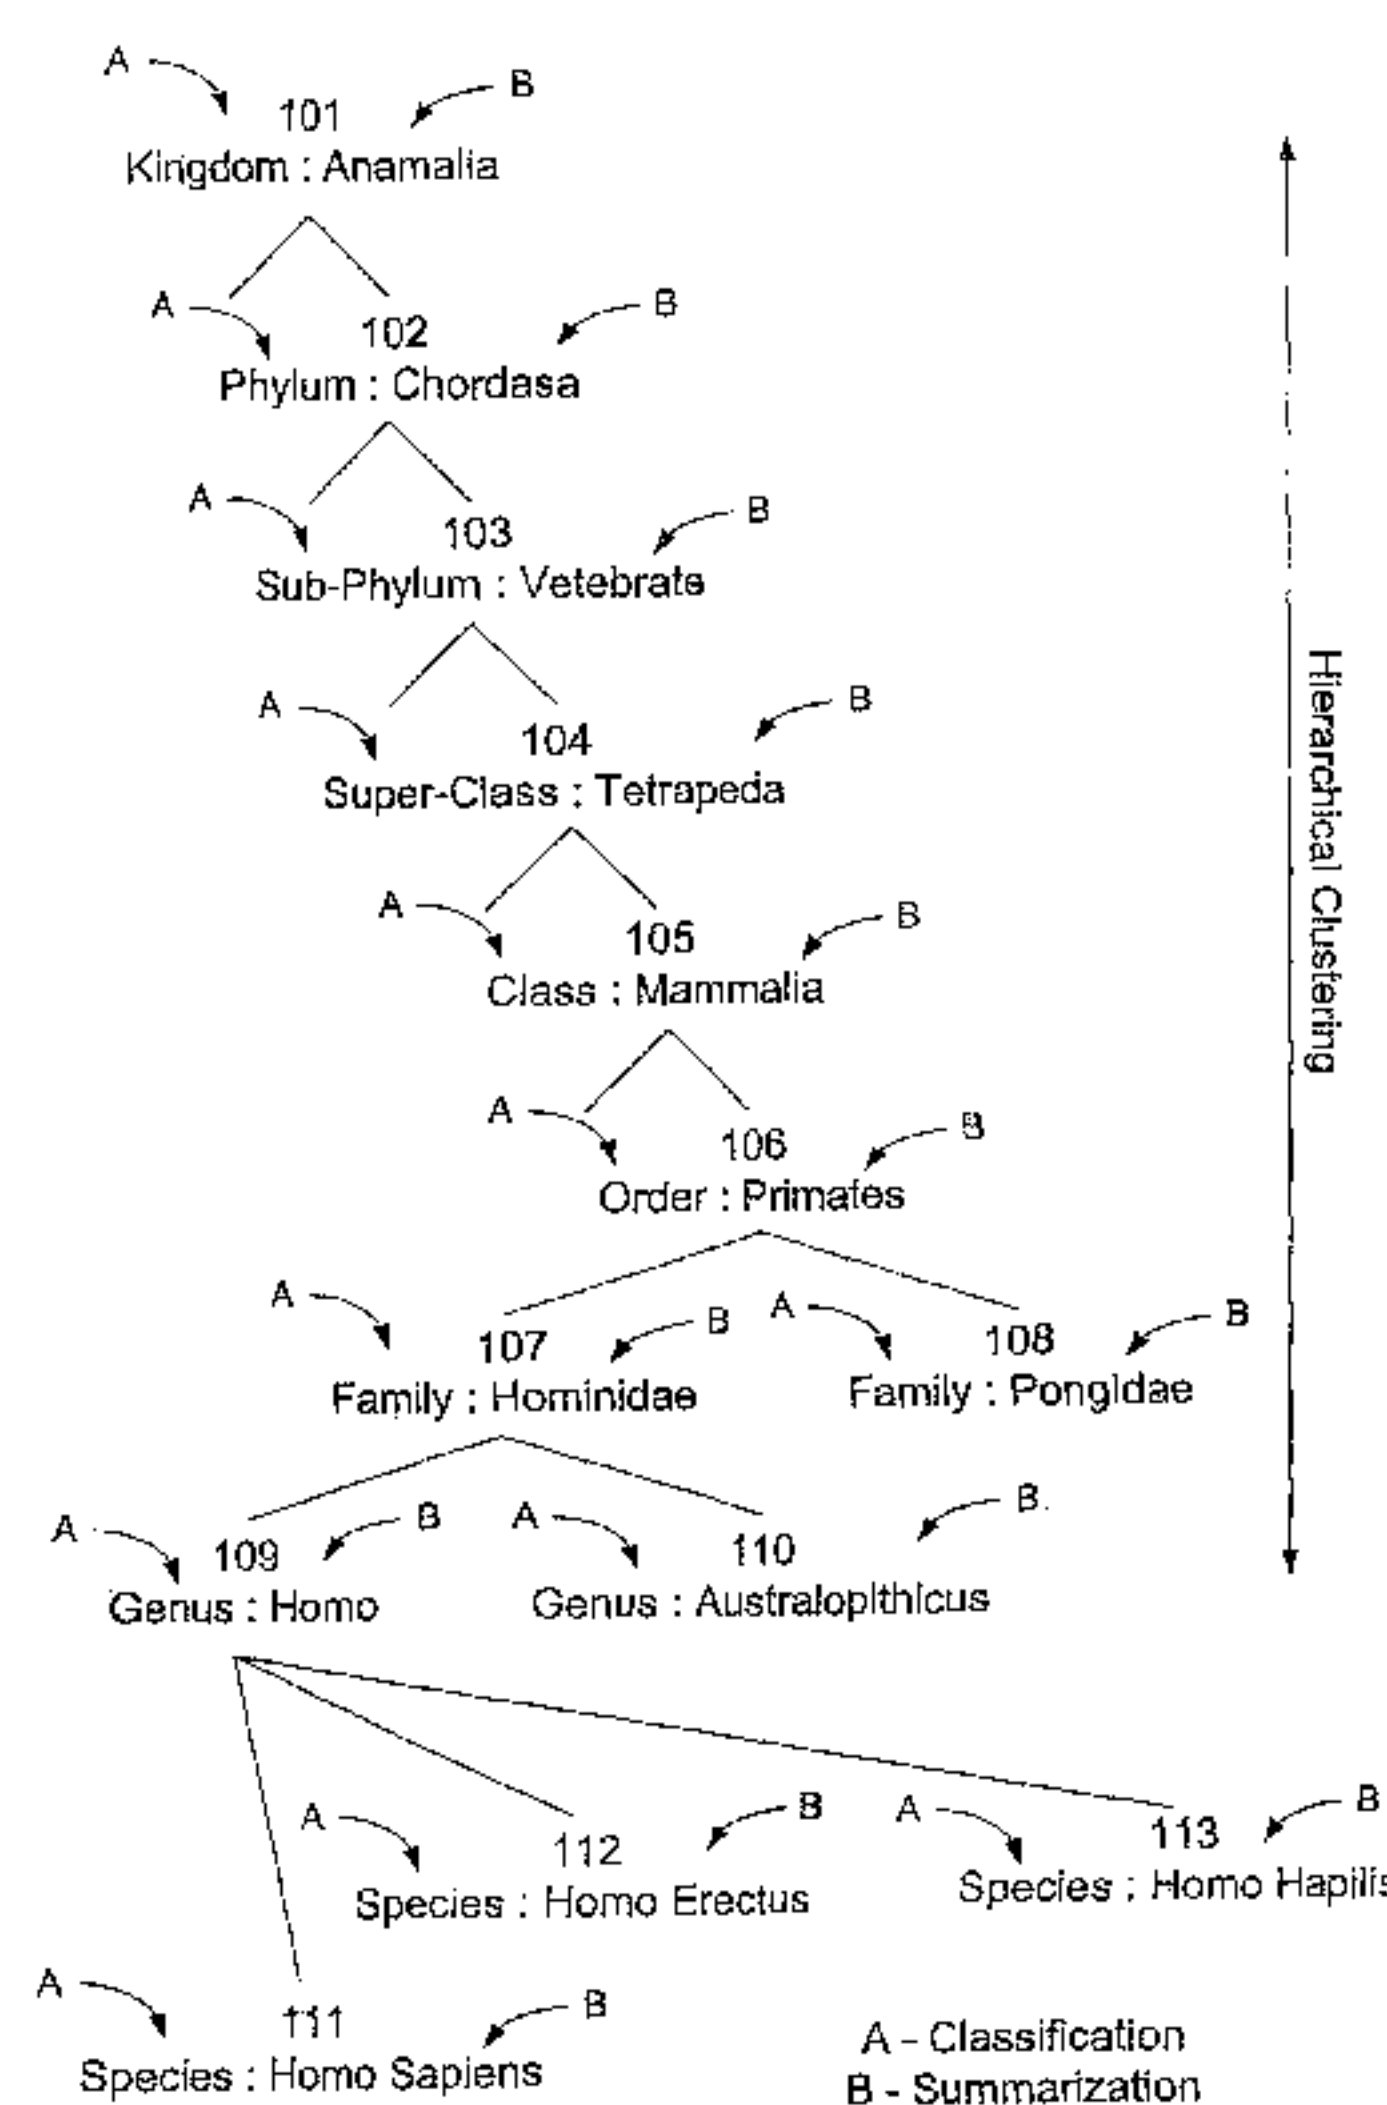 A
B
101
Kingdom : Anamalia
A
B
102
Phylum : Chordasa
A
B
103
Sub-Phylum : Vetebrate
A
B
104
Super-Class : Tetrapeda
A
B
105
Class : Mammalia
A
B
106
Order : Primates
A
B
A
B
107
108
Family : Hominidae
Family : Pongidae
A
B
A
B
109
110
Genus : Homo
Genus : Australopithicus
A
B
A
B
112
113
Species : Homo Erectus
Species : Homo Hapilis
A
B
111
Species : Homo Sapiens
A - Classification
B - Summarization
Hierarchical Clustering